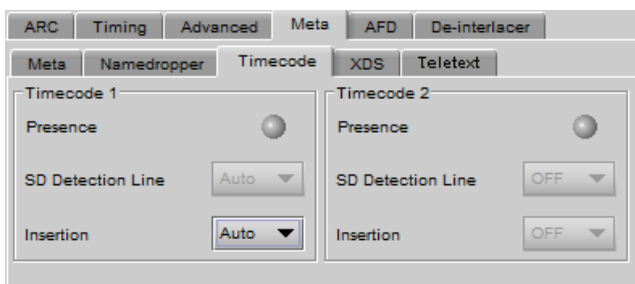 ARC Timing Advanced Meta AFD De-interlacer
Meta Namedropper Timecode XDS Teletext
Timecode 1 Timecode 2
Presence Presence
SD Detection Line Auto SD Detection Line OFF
Insertion Auto Insertion OFF